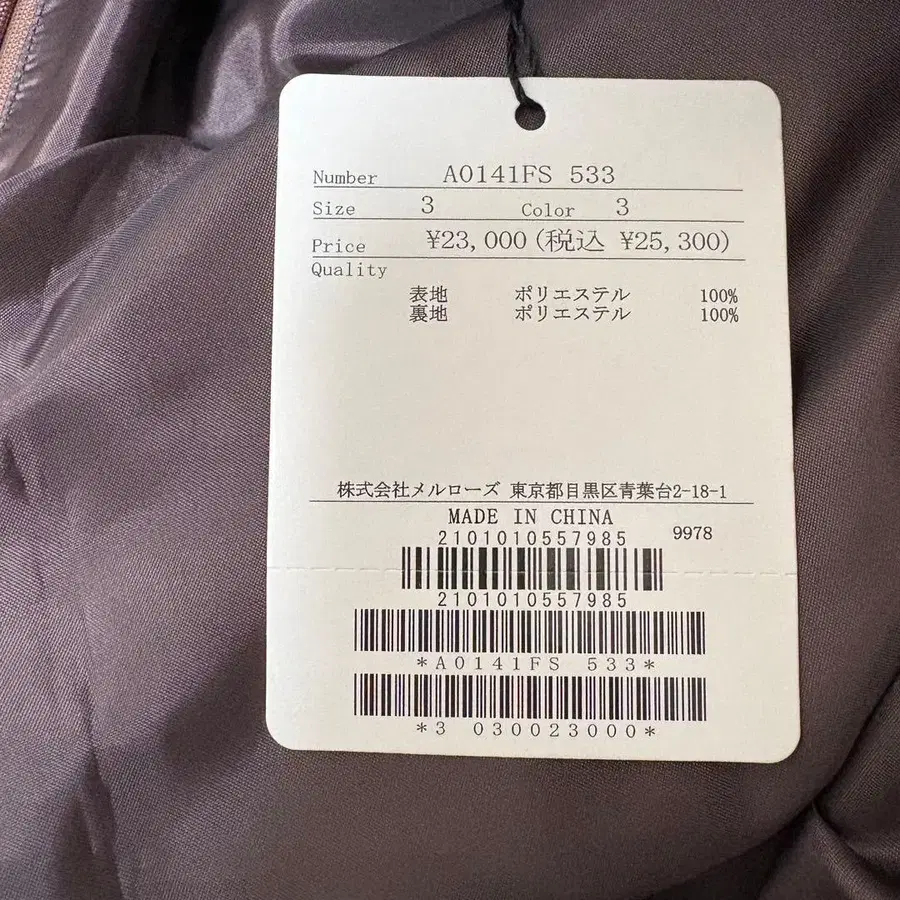 Number A0141FS 533
Size 3 Color 3
Price ¥23,000(税込 ¥25,300)
Quality
表地 ポリエステル 100%
裏地 ポリエステル 100%
株式会社メルローズ 東京都目黒区青葉台2-18-1
MADE IN CHINA
2101010557985 9978
2101010557985
*A0141FS 533*
*3 030023000*